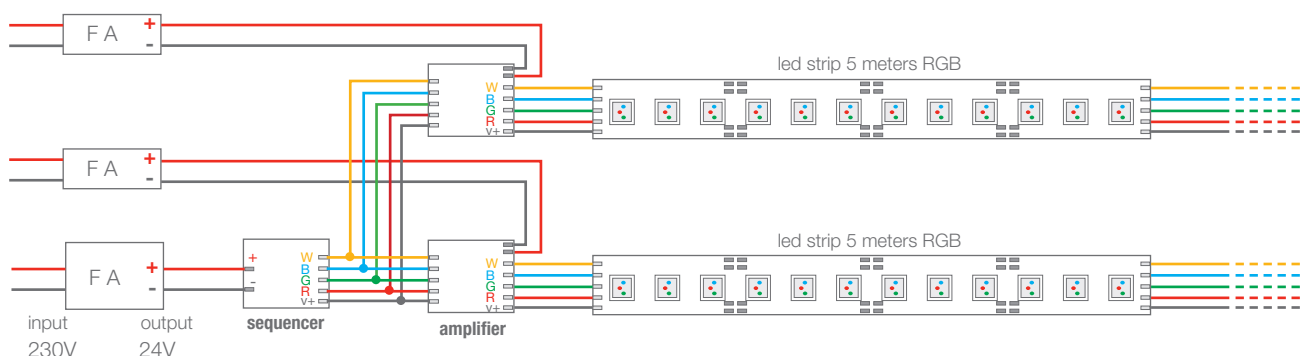 F A
+
-
led strip 5 meters RGB
W
B
G
R
V+
F A
+
-
led strip 5 meters RGB
F A
+
-
+
-
W
B
G
R
V+
W
B
G
R
V+
input
230V
output
24V
sequencer
amplifier